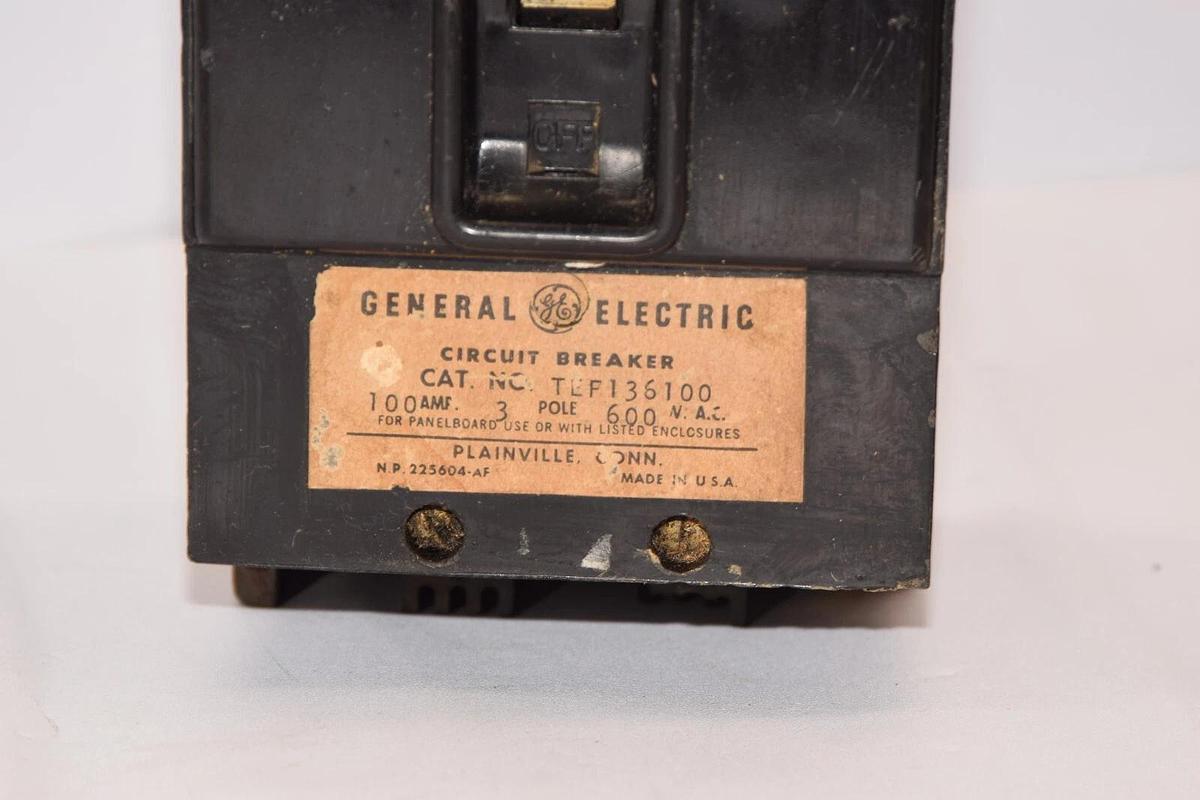 OFF
GENERAL GE ELECTRIC
CIRCUIT BREAKER
CAT. NO. TEF136100
100 AMP. 3 POLE 600 V. A.C.
FOR PANELBOARD USE OR WITH LISTED ENCLOSURES
PLAINVILLE, CONN.
N.P. 225604-AF MADE IN U.S.A.